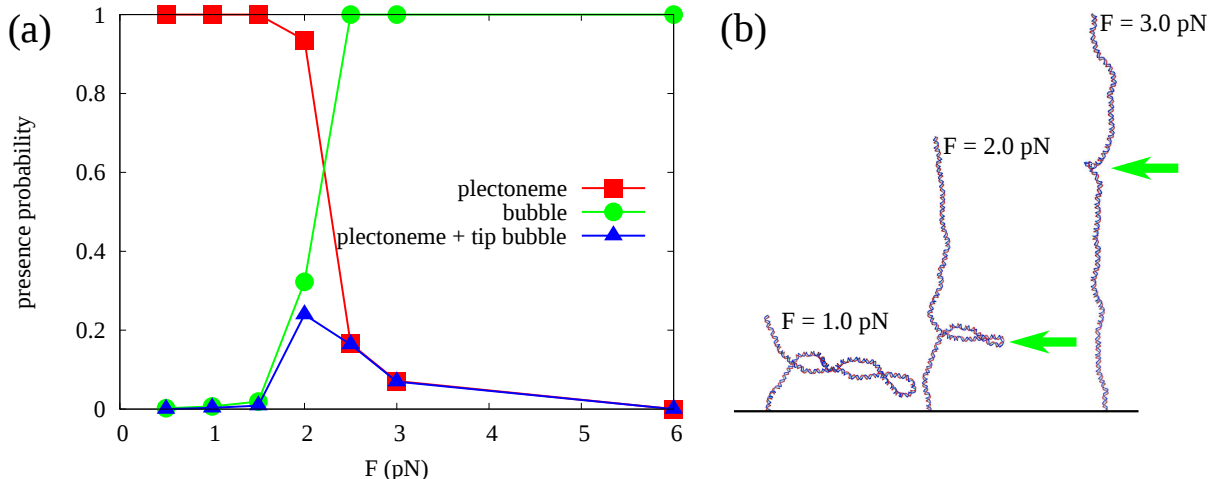 (a)
presence probability
1
0.8
0.6
0.4
0.2
0
0 1 2 3 4 5 6
F (pN)
plectoneme
bubble
plectoneme + tip bubble
(b)
F = 3.0 pN
F = 2.0 pN
F = 1.0 pN